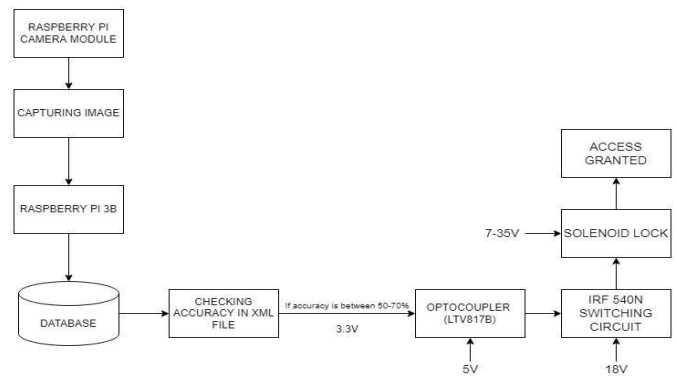 RASPBERRY PI
CAMERA MODULE
CAPTURING IMAGE
RASPBERRY PI 3B
DATABASE
CHECKING
ACCURACY IN XML
FILE
If accuracy is between 50-70%
3.3V
OPTOCOUPLER
(LTV817B)
5V
IRF 540N
SWITCHING
CIRCUIT
18V
7-35V
SOLENOID LOCK
ACCESS
GRANTED